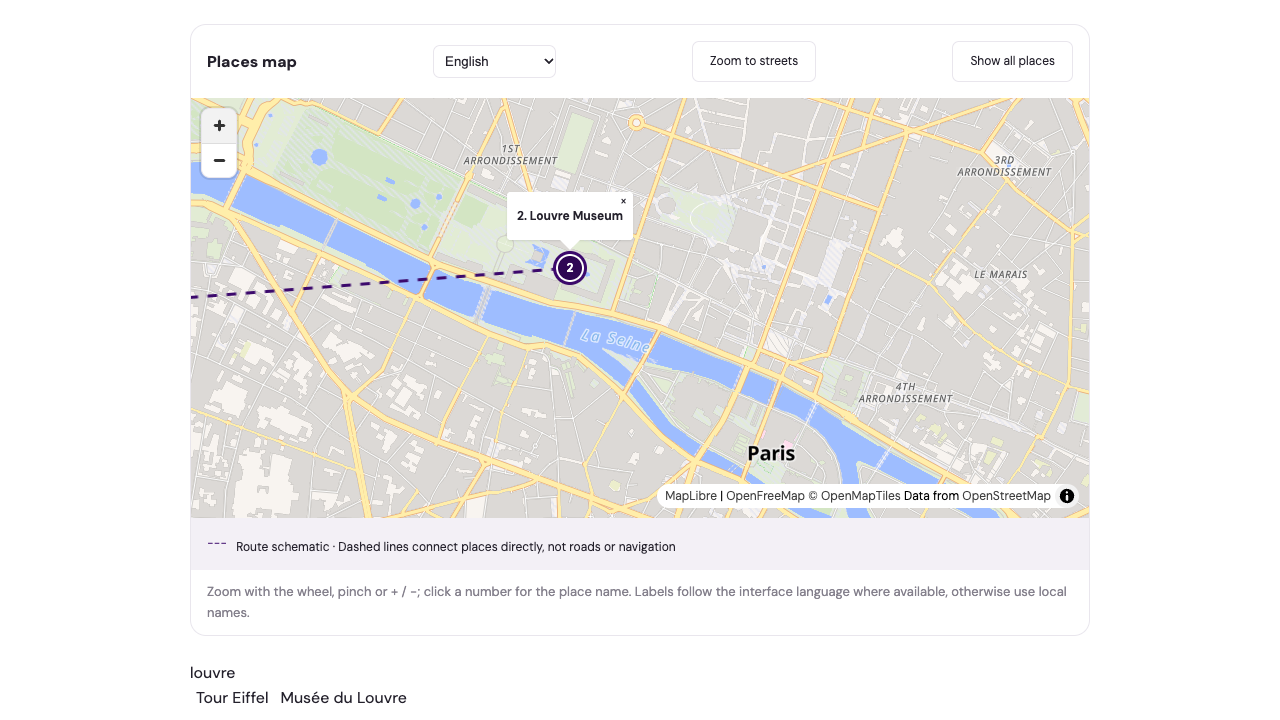 Places map
English
Zoom to streets
Show all places
+
−
1ST
ARRONDISSEMENT
3RD
ARRONDISSEMENT
×
2. Louvre Museum
2
LE MARAIS
La Seine
4TH
ARRONDISSEMENT
Paris
MapLibre | OpenFreeMap © OpenMapTiles Data from OpenStreetMap
Route schematic · Dashed lines connect places directly, not roads or navigation
Zoom with the wheel, pinch or + / −; click a number for the place name. Labels follow the interface language where available, otherwise use local
names.
louvre
Tour Eiffel Musée du Louvre